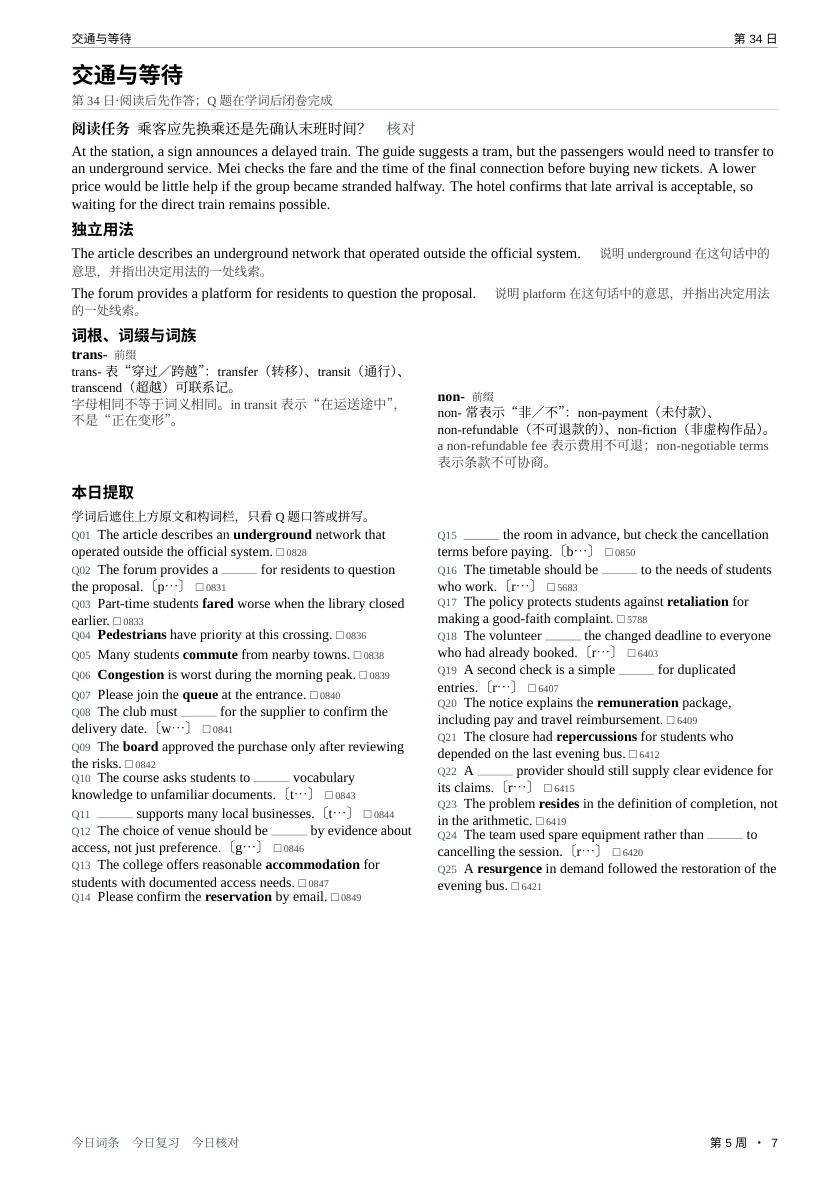 交通与等待
第 34 日
交通与等待
第 34 日·阅读后先作答；Q 题在学词后闭卷完成
阅读任务 乘客应先换乘还是先确认末班时间？ 核对
At the station, a sign announces a delayed train. The guide suggests a tram, but the passengers would need to transfer to
an underground service. Mei checks the fare and the time of the final connection before buying new tickets. A lower
price would be little help if the group became stranded halfway. The hotel confirms that late arrival is acceptable, so
waiting for the direct train remains possible.
独立用法
The article describes an underground network that operated outside the official system. 说明 underground 在这句话中的
意思，并指出决定用法的一处线索。
The forum provides a platform for residents to question the proposal. 说明 platform 在这句话中的意思，并指出决定用法
的一处线索。
词根、词缀与词族
trans- 前缀
trans- 表“穿过／跨越”：transfer（转移）、transit（通行）、
transcend（超越）可联系记。
字母相同不等于词义相同。in transit 表示“在运送途中”，
不是“正在变形”。
non- 前缀
non- 常表示“非／不”：non-payment（未付款）、
non-refundable（不可退款的）、non-fiction（非虚构作品）。
a non-refundable fee 表示费用不可退；non-negotiable terms
表示条款不可协商。
本日提取
学词后遮住上方原文和构词栏，只看 Q 题口答或拼写。
Q01 The article describes an underground network that
operated outside the official system. □ 0828
Q02 The forum provides a _____ for residents to question
the proposal.〔p···〕 □ 0831
Q03 Part-time students fared worse when the library closed
earlier. □ 0833
Q04 Pedestrians have priority at this crossing. □ 0836
Q05 Many students commute from nearby towns. □ 0838
Q06 Congestion is worst during the morning peak. □ 0839
Q07 Please join the queue at the entrance. □ 0840
Q08 The club must _____ for the supplier to confirm the
delivery date.〔w···〕 □ 0841
Q09 The board approved the purchase only after reviewing
the risks. □ 0842
Q10 The course asks students to _____ vocabulary
knowledge to unfamiliar documents.〔t···〕 □ 0843
Q11 _____ supports many local businesses.〔t···〕 □ 0844
Q12 The choice of venue should be _____ by evidence about
access, not just preference.〔g···〕 □ 0846
Q13 The college offers reasonable accommodation for
students with documented access needs. □ 0847
Q14 Please confirm the reservation by email. □ 0849
Q15 _____ the room in advance, but check the cancellation
terms before paying.〔b···〕 □ 0850
Q16 The timetable should be _____ to the needs of students
who work.〔r···〕 □ 5683
Q17 The policy protects students against retaliation for
making a good-faith complaint. □ 5788
Q18 The volunteer _____ the changed deadline to everyone
who had already booked.〔r···〕 □ 6403
Q19 A second check is a simple _____ for duplicated
entries.〔r···〕 □ 6407
Q20 The notice explains the remuneration package,
including pay and travel reimbursement. □ 6409
Q21 The closure had repercussions for students who
depended on the last evening bus. □ 6412
Q22 A _____ provider should still supply clear evidence for
its claims.〔r···〕 □ 6415
Q23 The problem resides in the definition of completion, not
in the arithmetic. □ 6419
Q24 The team used spare equipment rather than _____ to
cancelling the session.〔r···〕 □ 6420
Q25 A resurgence in demand followed the restoration of the
evening bus. □ 6421
今日词条 今日复习 今日核对
第 5 周 · 7